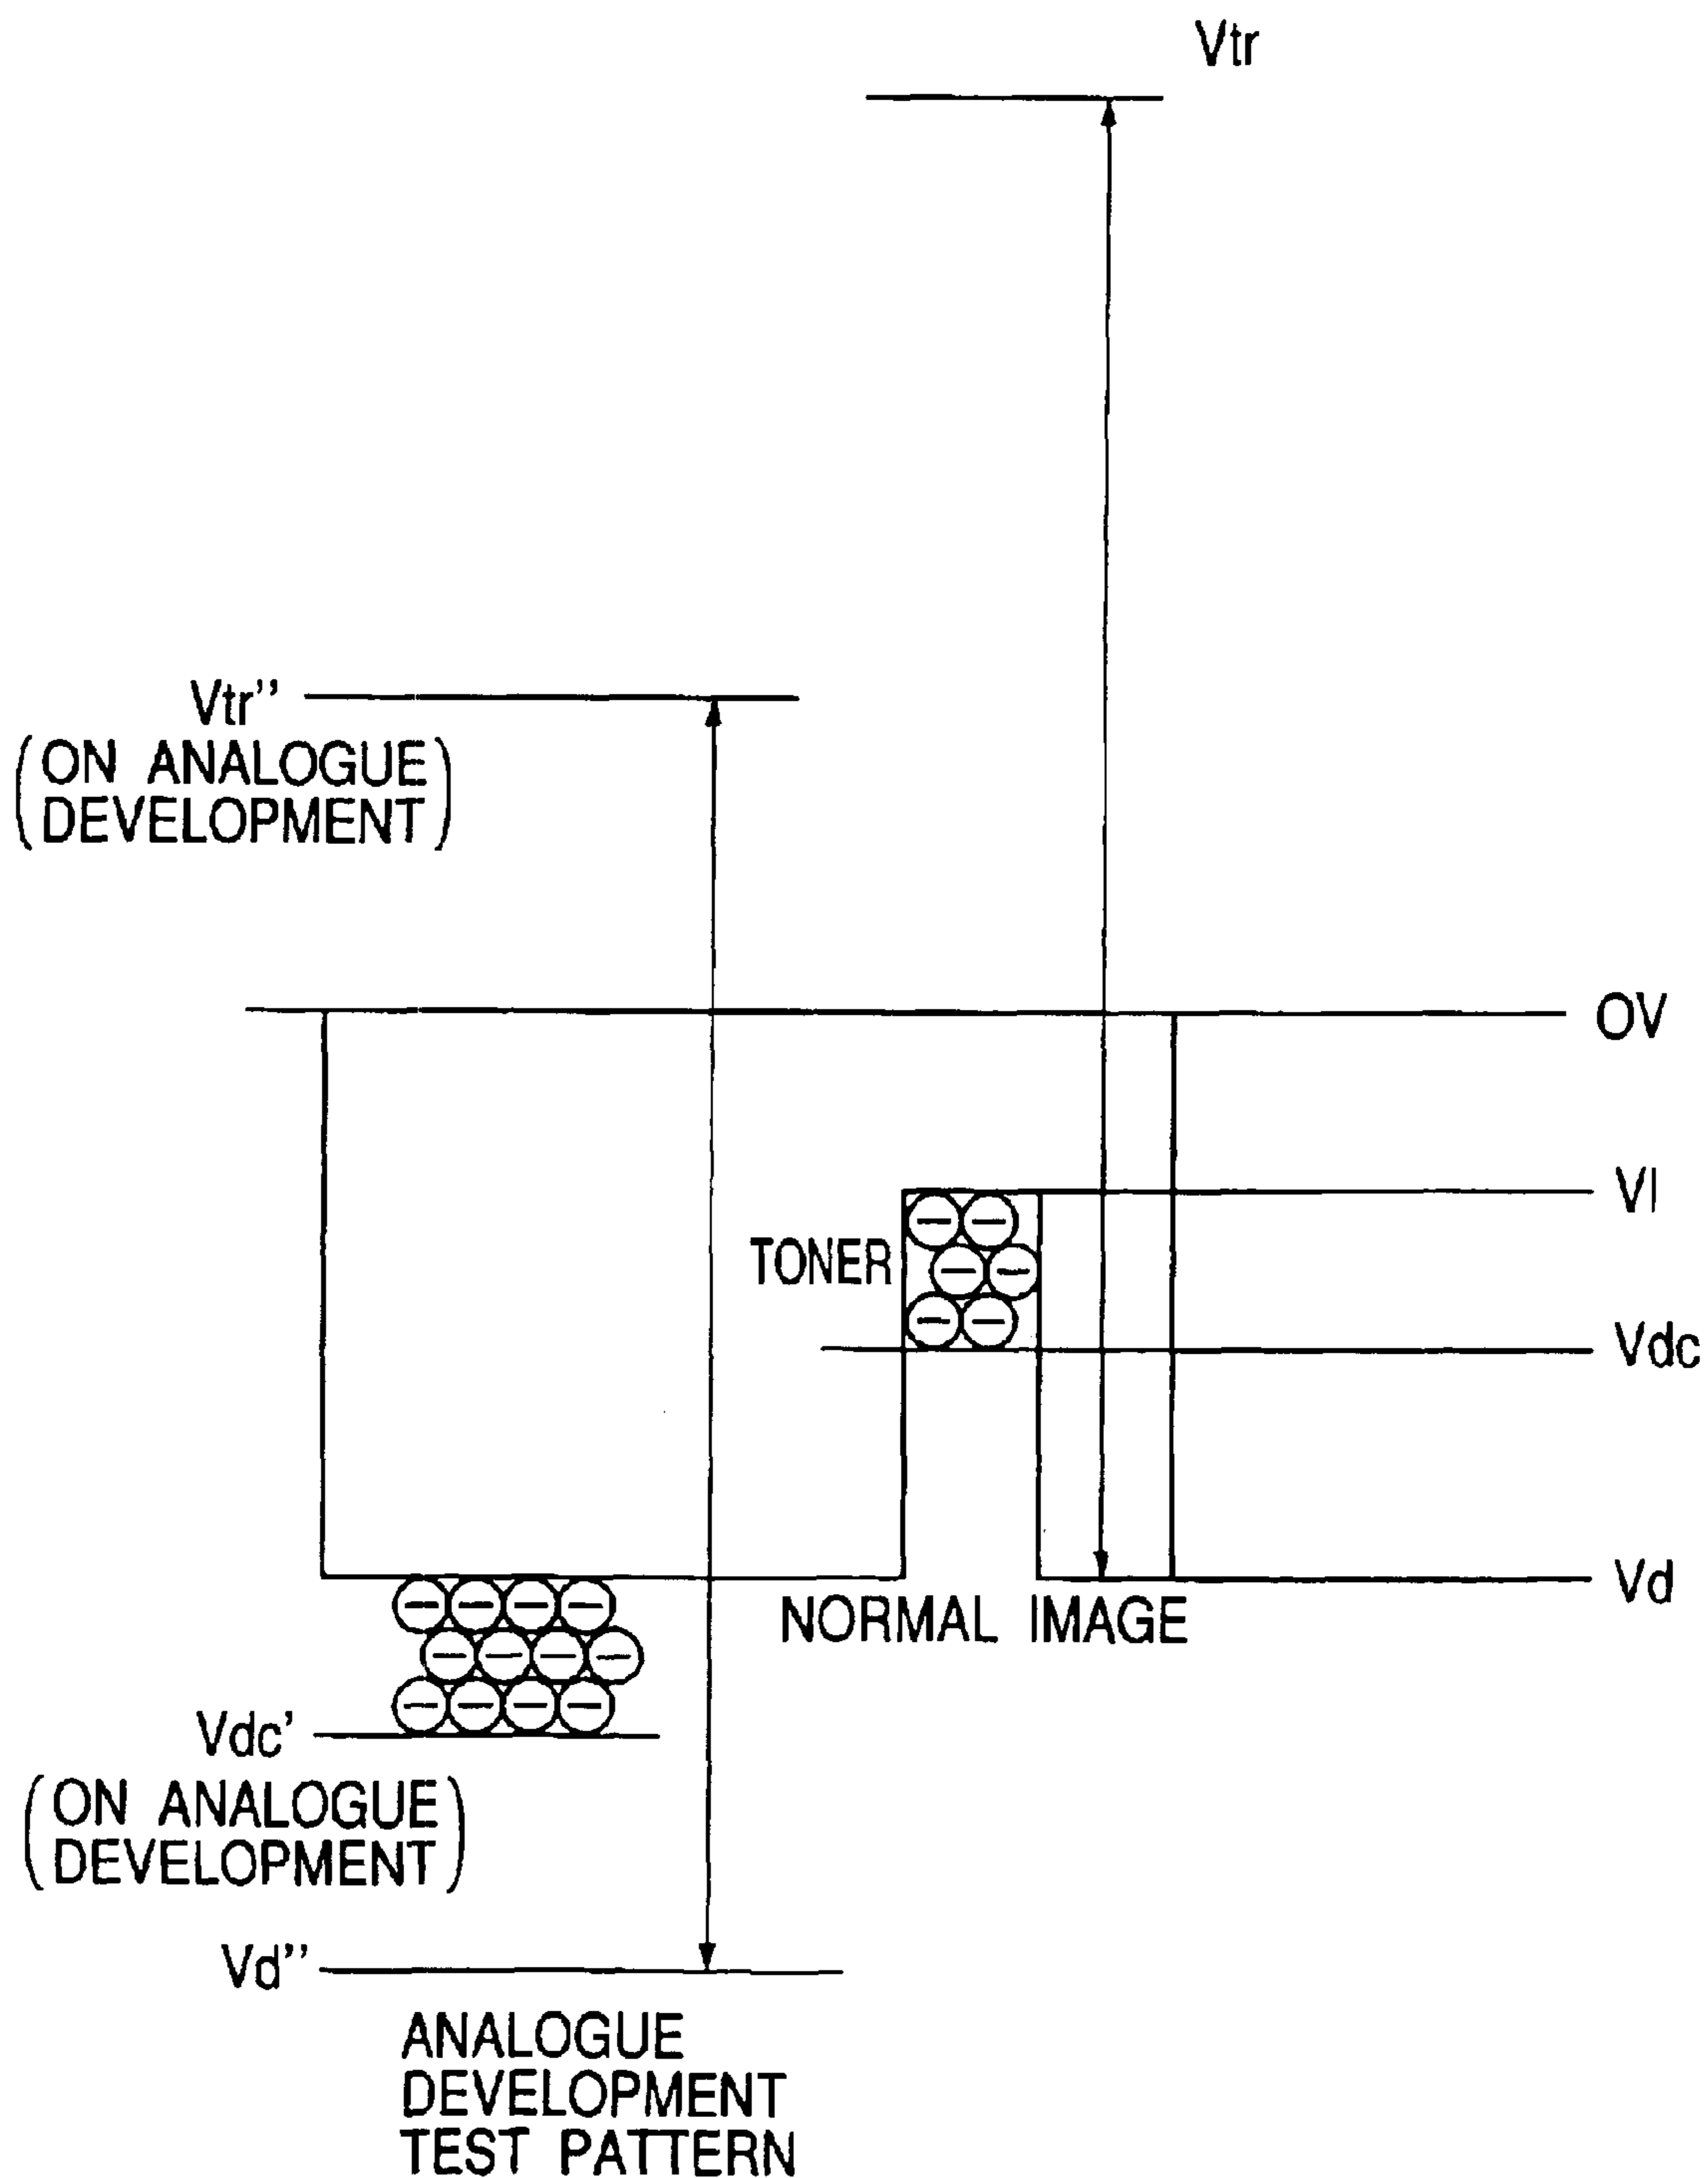 Vtr
Vtr”
(ON ANALOGUE
DEVELOPMENT)
OV
Vl
TONER
Vdc
Vd
NORMAL IMAGE
Vdc’
(ON ANALOGUE
DEVELOPMENT)
Vd”
ANALOGUE
DEVELOPMENT
TEST PATTERN